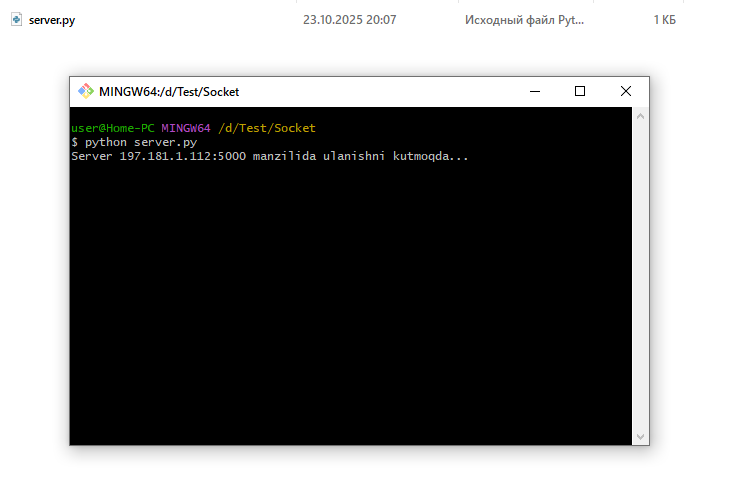 server.py 23.10.2025 20:07 Исходный файл Pyt... 1 КБ
MINGW64:/d/Test/Socket
user@Home-PC MINGW64 /d/Test/Socket
$ python server.py
Server 197.181.1.112:5000 manzilida ulanishni kutmoqda...